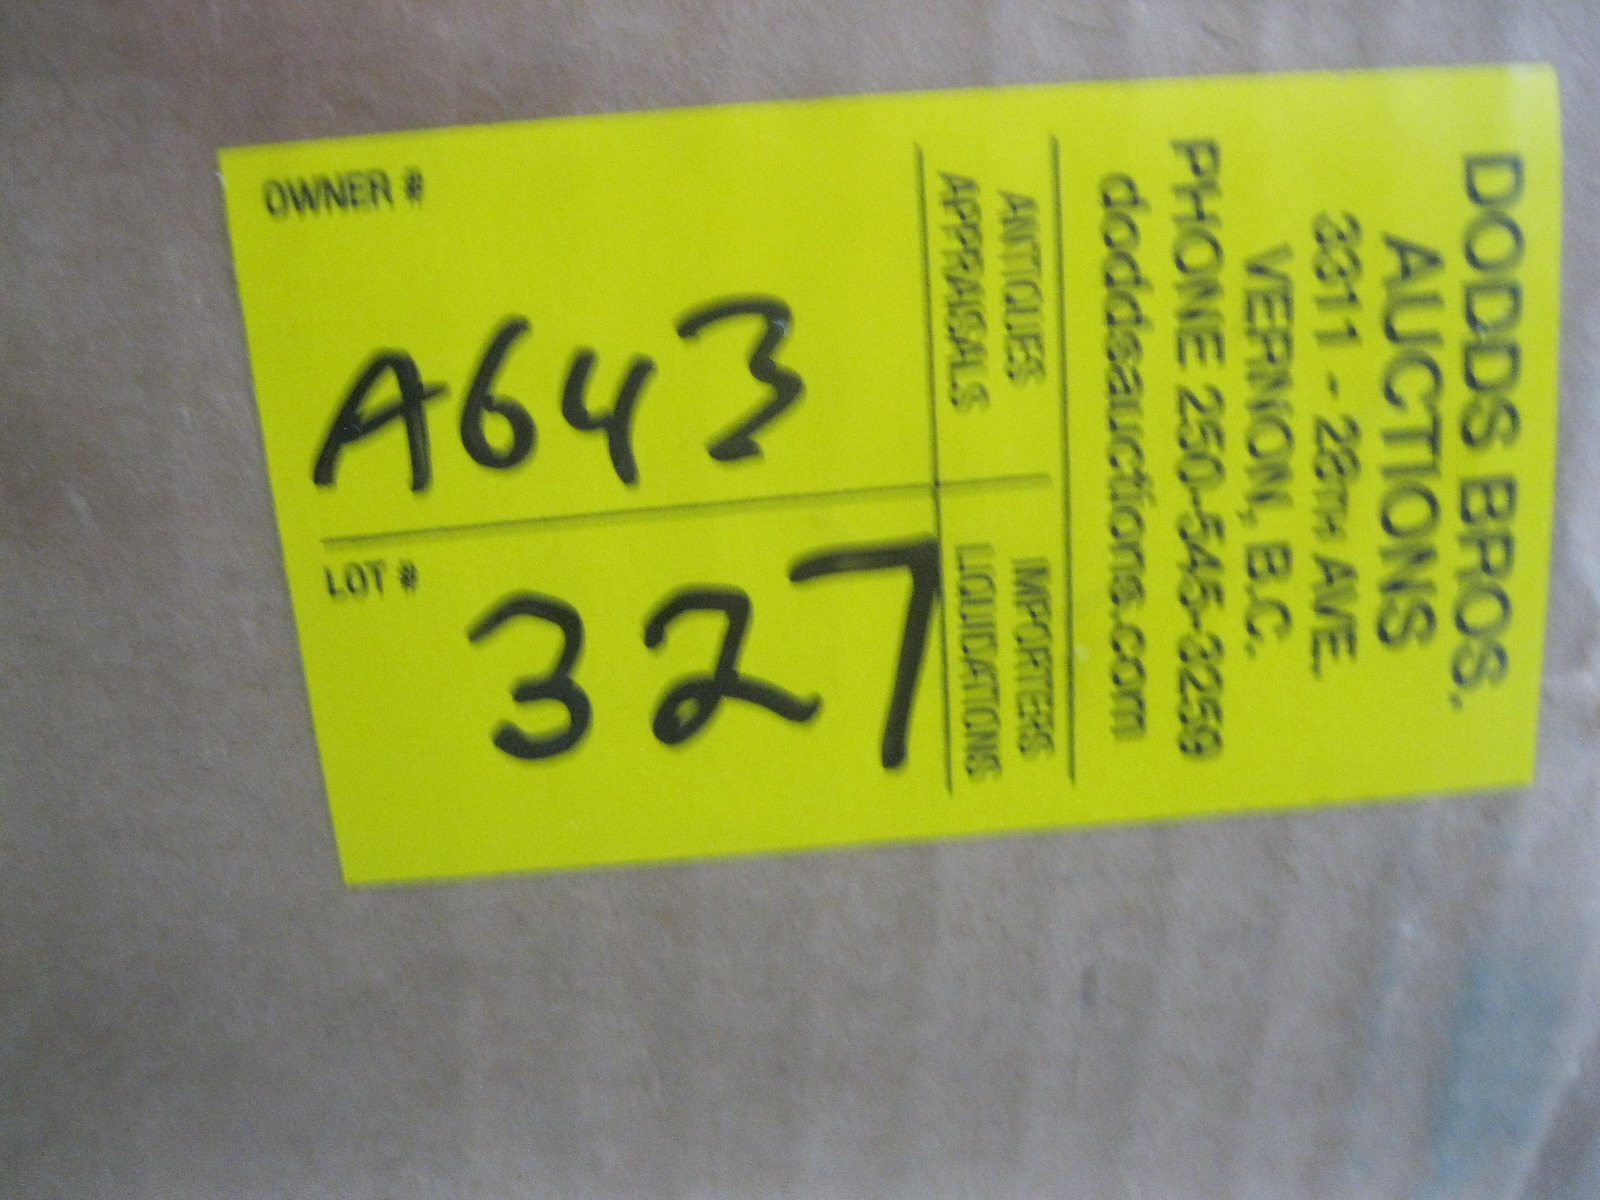 DODDS BROS.
AUCTIONS
3311 - 28TH AVE.
VERNON, B.C.
PHONE 250-545-3259
doddsauctions.com
ANTIQUES IMPORTERS
APPRAISALS LIQUIDATIONS
OWNER # A643
LOT # 327